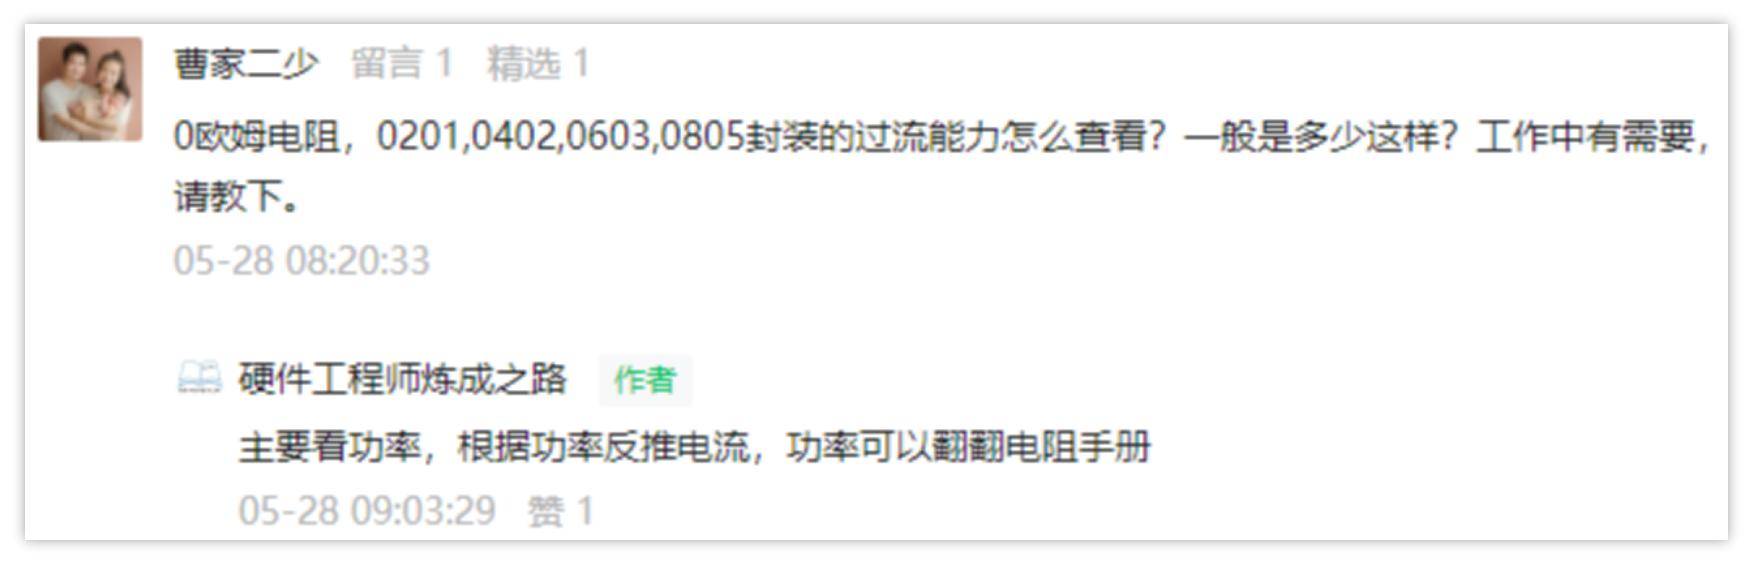 曹家二少 留言 1 精选 1
0欧姆电阻，0201,0402,0603,0805封装的过流能力怎么查看？一般是多少这样？工作中有需要，
请教下。
05-28 08:20:33
硬件工程师炼成之路 作者
主要看功率，根据功率反推电流，功率可以翻翻电阻手册
05-28 09:03:29 赞 1